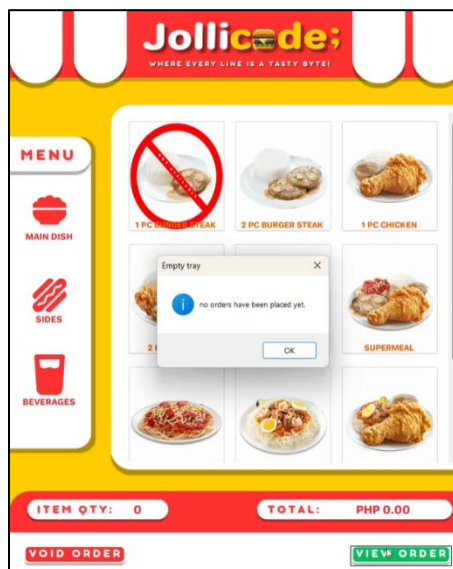 Jollicode;
WHERE EVERY LINE IS A TASTY BYTE!
MENU
MAIN DISH
SIDES
BEVERAGES
1 PC BURGER STEAK
2 PC BURGER STEAK
1 PC CHICKEN
Empty tray
no orders have been placed yet.
OK
2
SUPERMEAL
ITEM QTY: 0
TOTAL: PHP 0.00
VOID ORDER
VIEW ORDER